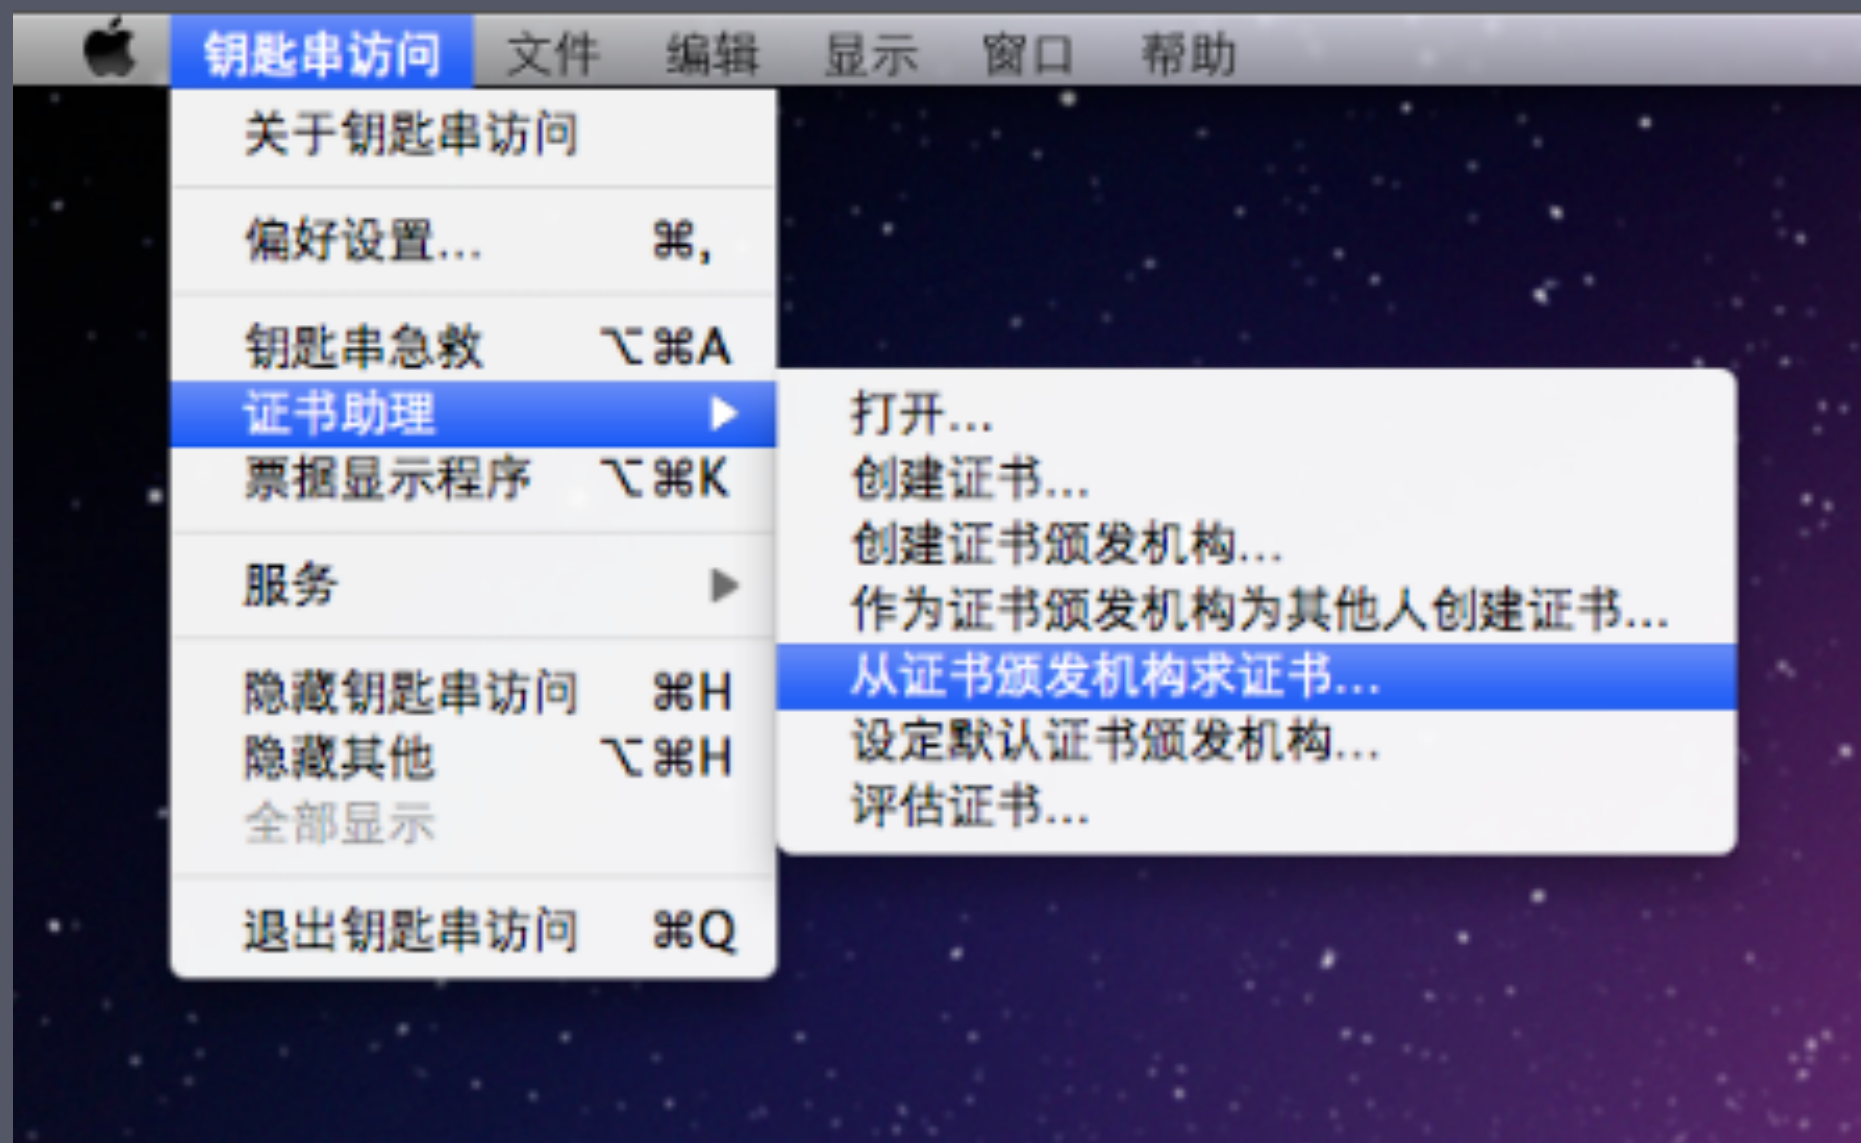 钥匙串访问 文件 编辑 显示 窗口 帮助
关于钥匙串访问
偏好设置... ⌘,
钥匙串急救 ⌥⌘A
证书助理 ▶
票据显示程序 ⌥⌘K
服务 ▶
隐藏钥匙串访问 ⌘H
隐藏其他 ⌥⌘H
全部显示
退出钥匙串访问 ⌘Q
打开...
创建证书...
创建证书颁发机构...
作为证书颁发机构为其他人创建证书...
从证书颁发机构求证书...
设定默认证书颁发机构...
评估证书...